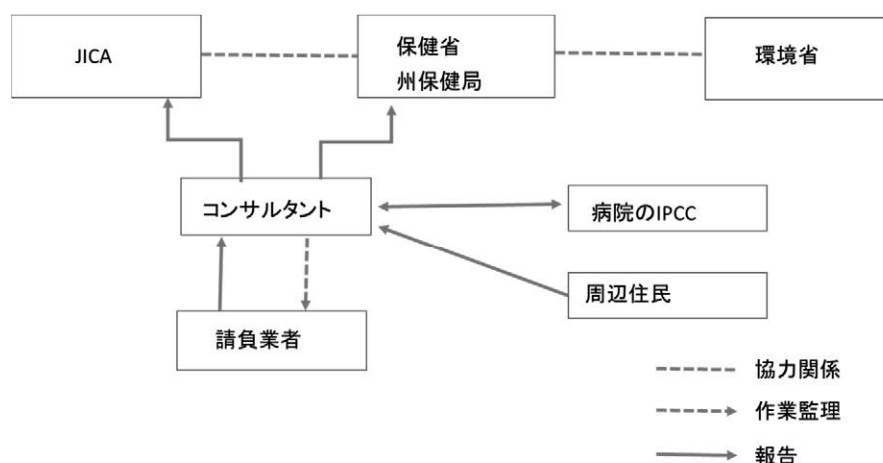 JICA
保健省
州保健局
環境省
コンサルタント
病院のIPCC
周辺住民
請負業者
協力関係
作業監理
報告